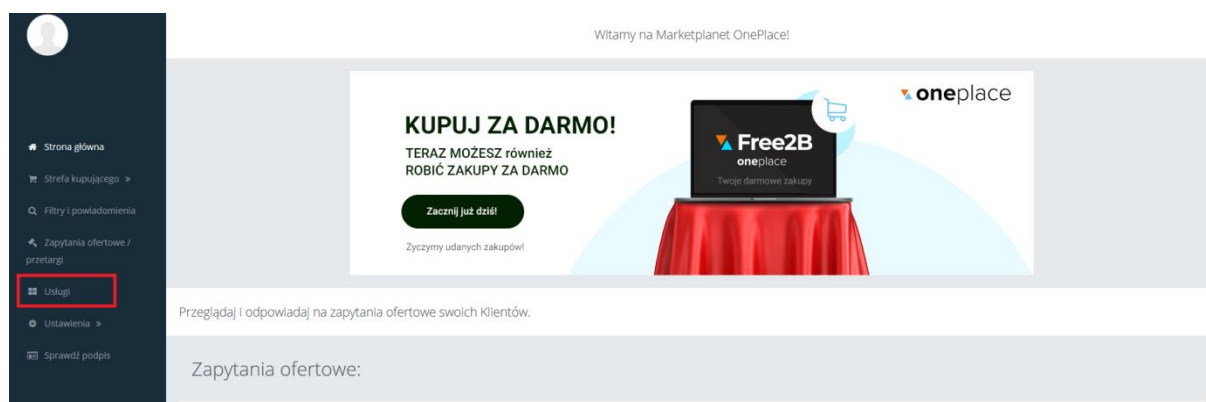 Witamy na Marketplanet OnePlace!
oneplace
KUPUJ ZA DARMO!
TERAZ MOŻESZ również
ROBIĆ ZAKUPY ZA DARMO
Zacznij już dziś!
Życzymy udanych zakupów!
Free2B
oneplace
Twoje darmowe zakupy
Strona główna
Strefa kupującego »
Filtry i powiadomienia
Zapytania ofertowe /
przetargi
Usługi
Ustawienia »
Sprawdź podpis
Przeglądaj i odpowiadaj na zapytania ofertowe swoich Klientów.
Zapytania ofertowe: